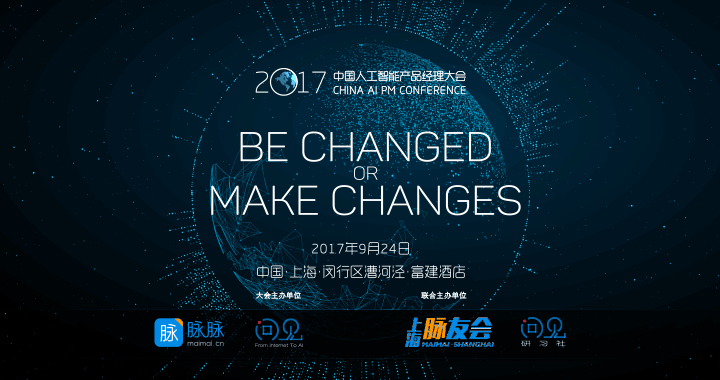 2017 中国人工智能产品经理大会
CHINA AI PM CONFERENCE
BE CHANGED
OR
MAKE CHANGES
2017年9月24日
中国·上海·闵行区漕河泾·富建酒店
大会主办单位
联合主办单位
脉 脉脉
maimai.cn
问见
From Internet To AI
上海脉友会
MAIMAI-SHANGHAI
问见
研习社